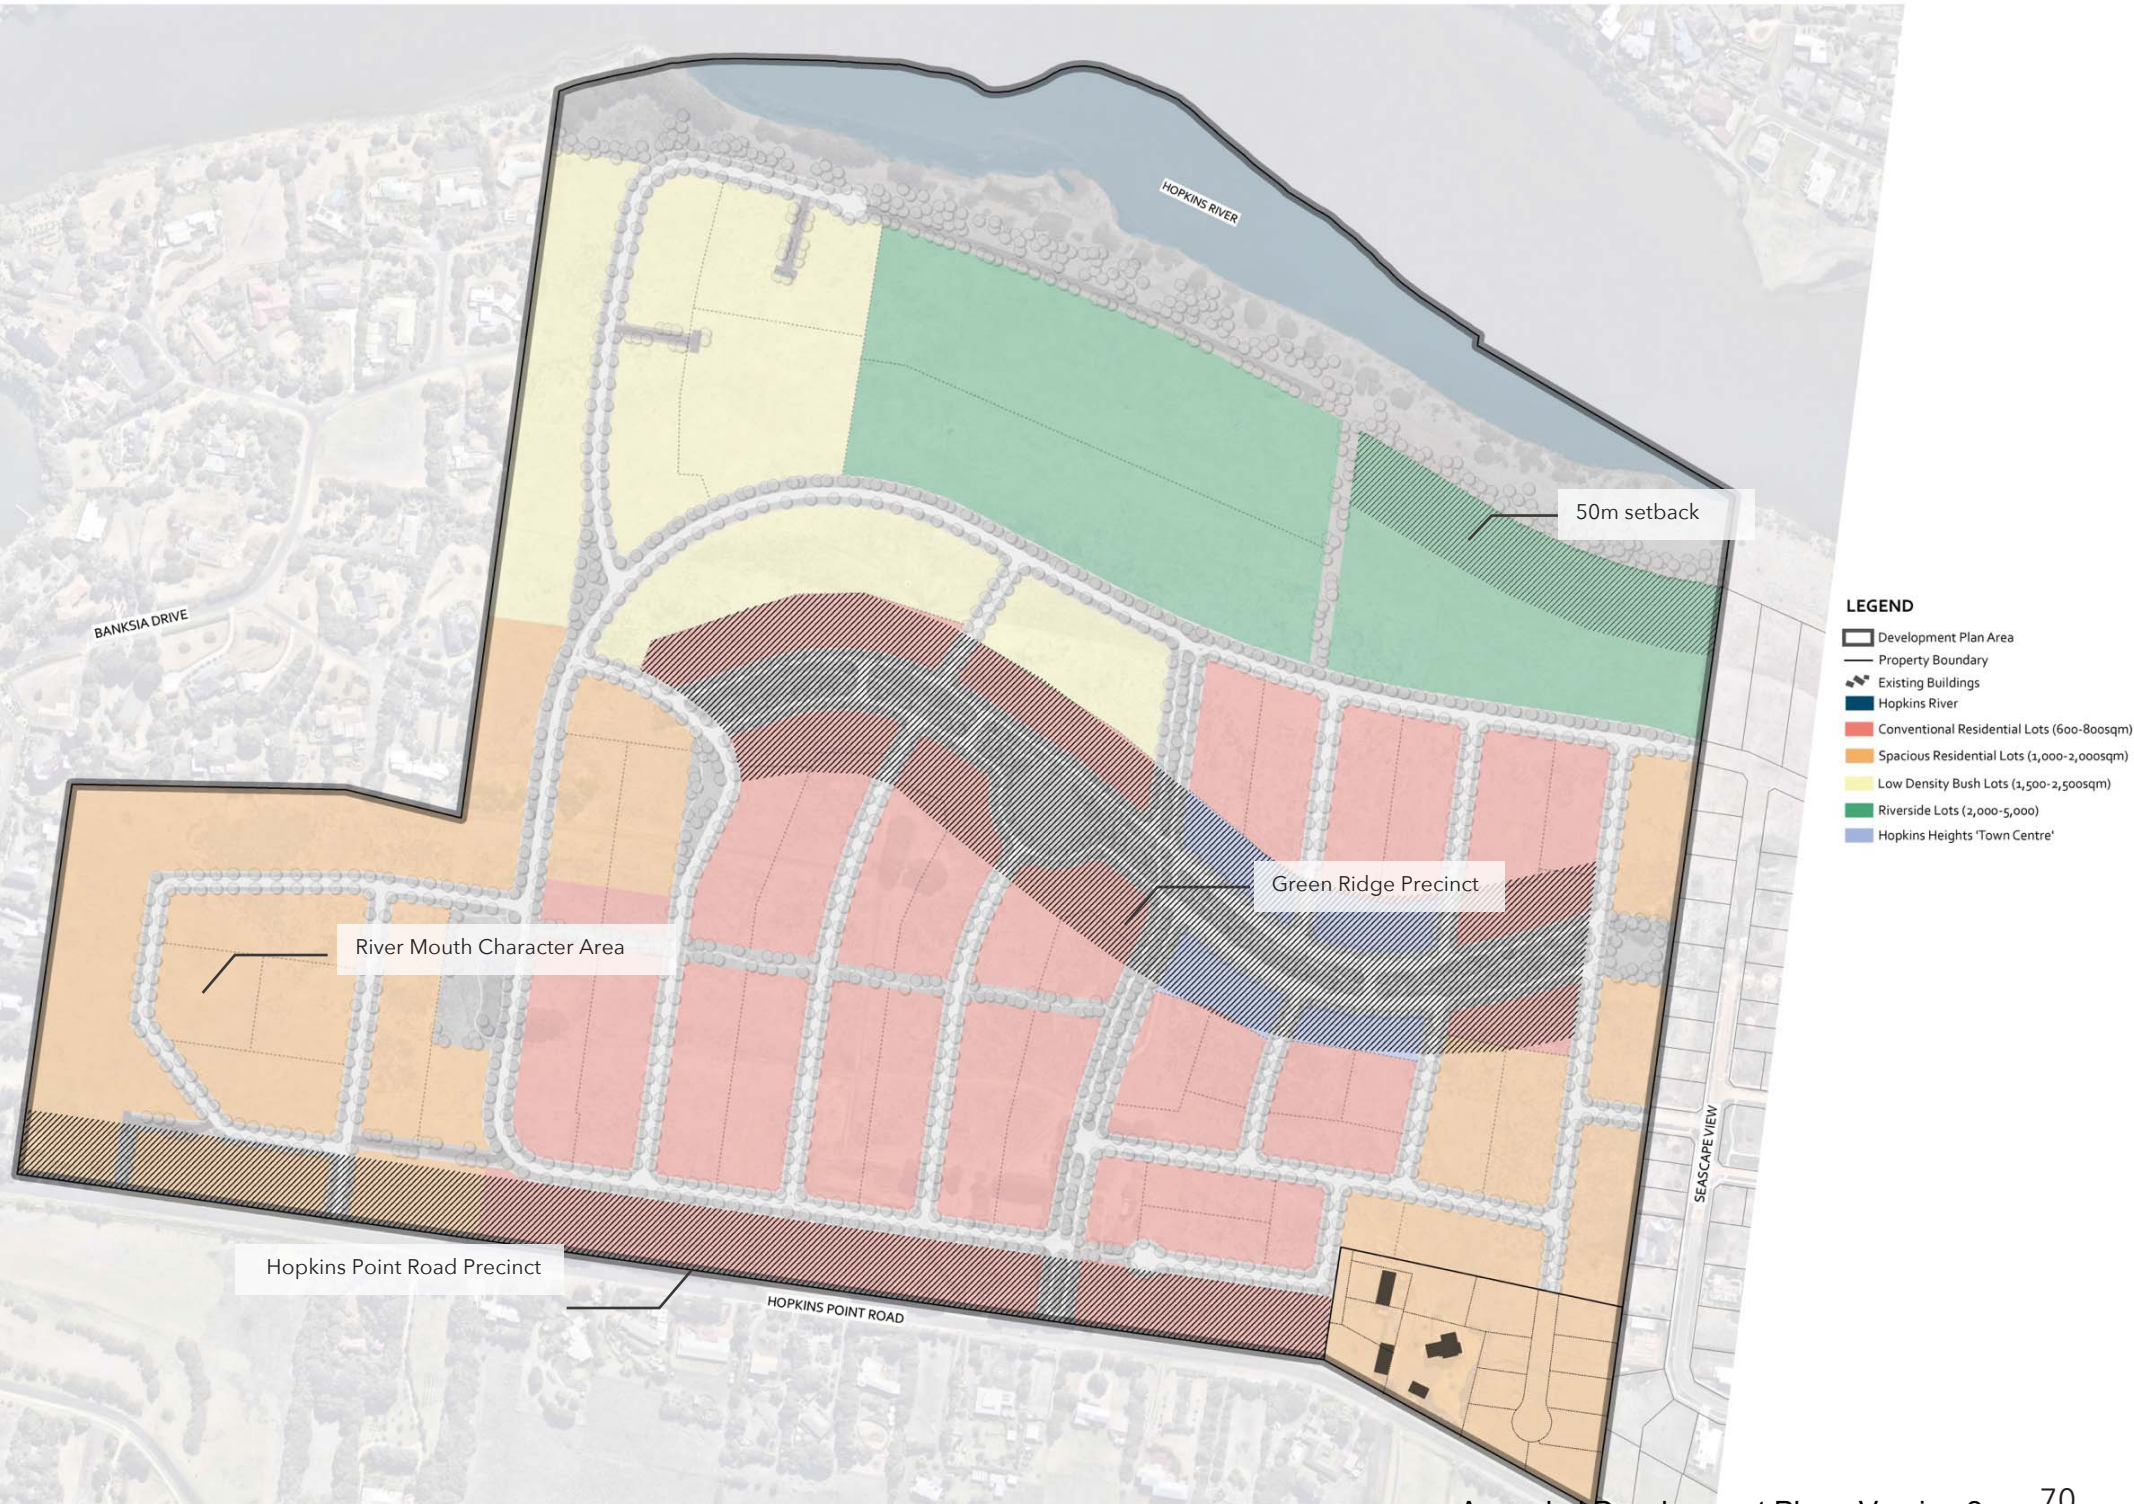 HOPKINS RIVER
50m setback
BANKSIA DRIVE
LEGEND
Development Plan Area
Property Boundary
Existing Buildings
Hopkins River
Conventional Residential Lots (600-800sqm)
Spacious Residential Lots (1,000-2,000sqm)
Low Density Bush Lots (1,500-2,500sqm)
Riverside Lots (2,000-5,000)
Hopkins Heights 'Town Centre'
Green Ridge Precinct
River Mouth Character Area
SEASCAPE VIEW
Hopkins Point Road Precinct
HOPKINS POINT ROAD
70